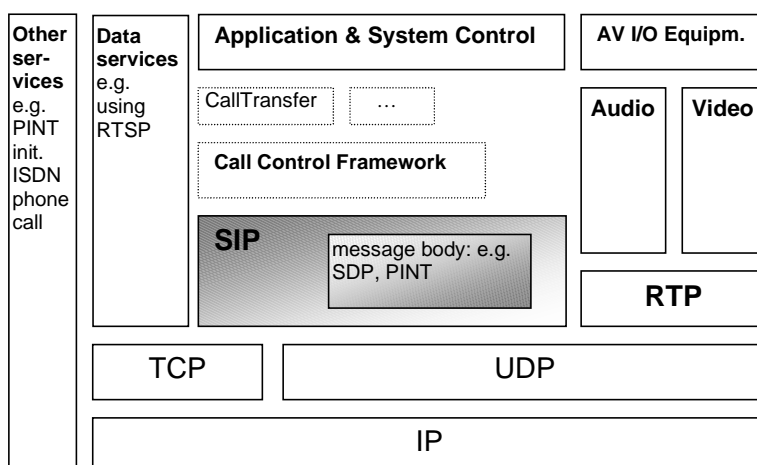 Other
ser-
vices
e.g.
PINT
init.
ISDN
phone
call
Data
services
e.g.
using
RTSP
Application & System Control
AV I/O Equipm.
CallTransfer
…
Audio
Video
Call Control Framework
SIP
message body: e.g.
SDP, PINT
RTP
TCP
UDP
IP